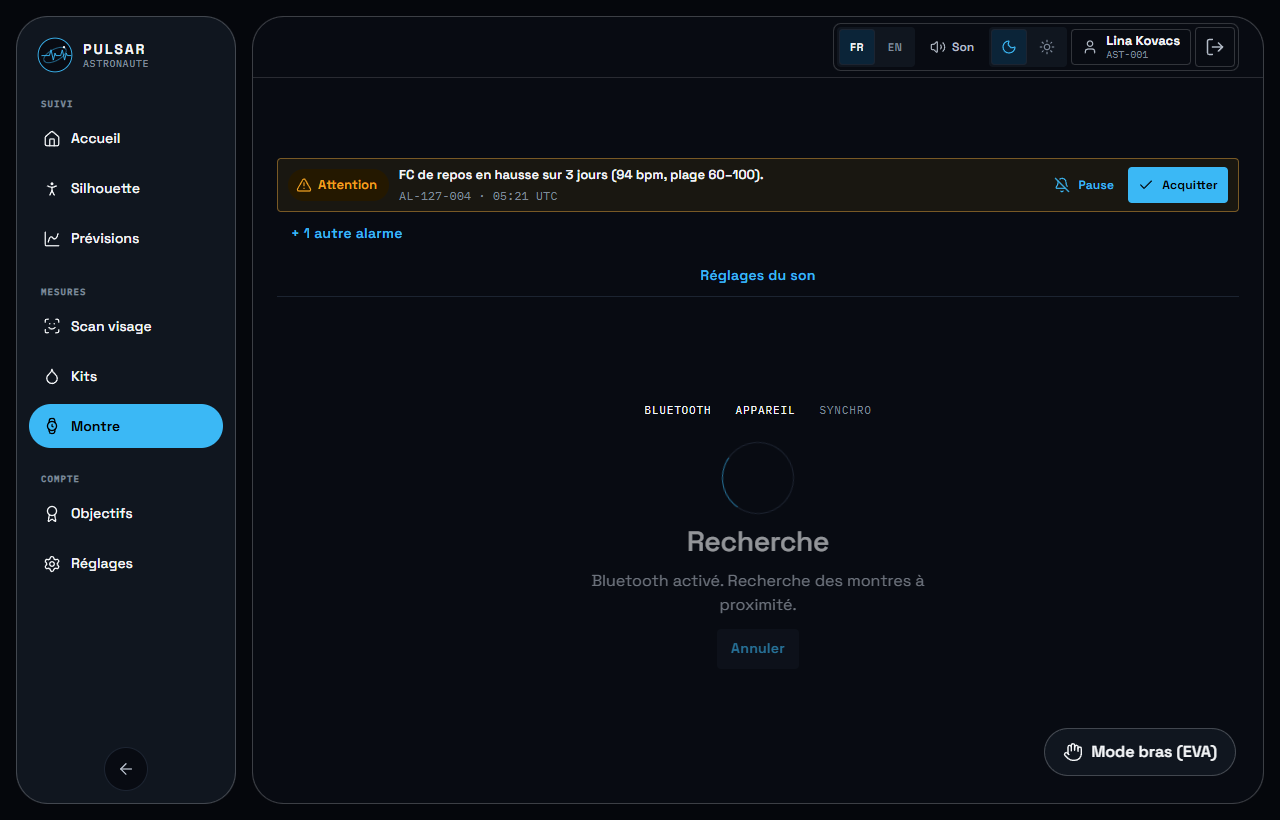 PULSAR
ASTRONAUTE
SUIVI
Accueil
Silhouette
Prévisions
MESURES
Scan visage
Kits
Montre
COMPTE
Objectifs
Réglages
FR
EN
Son
Lina Kovacs
AST-001
Attention
FC de repos en hausse sur 3 jours (94 bpm, plage 60–100).
AL-127-004 · 05:21 UTC
Pause
Acquitter
+ 1 autre alarme
Réglages du son
BLUETOOTH APPAREIL SYNCHRO
Recherche
Bluetooth activé. Recherche des montres à
proximité.
Annuler
Mode bras (EVA)